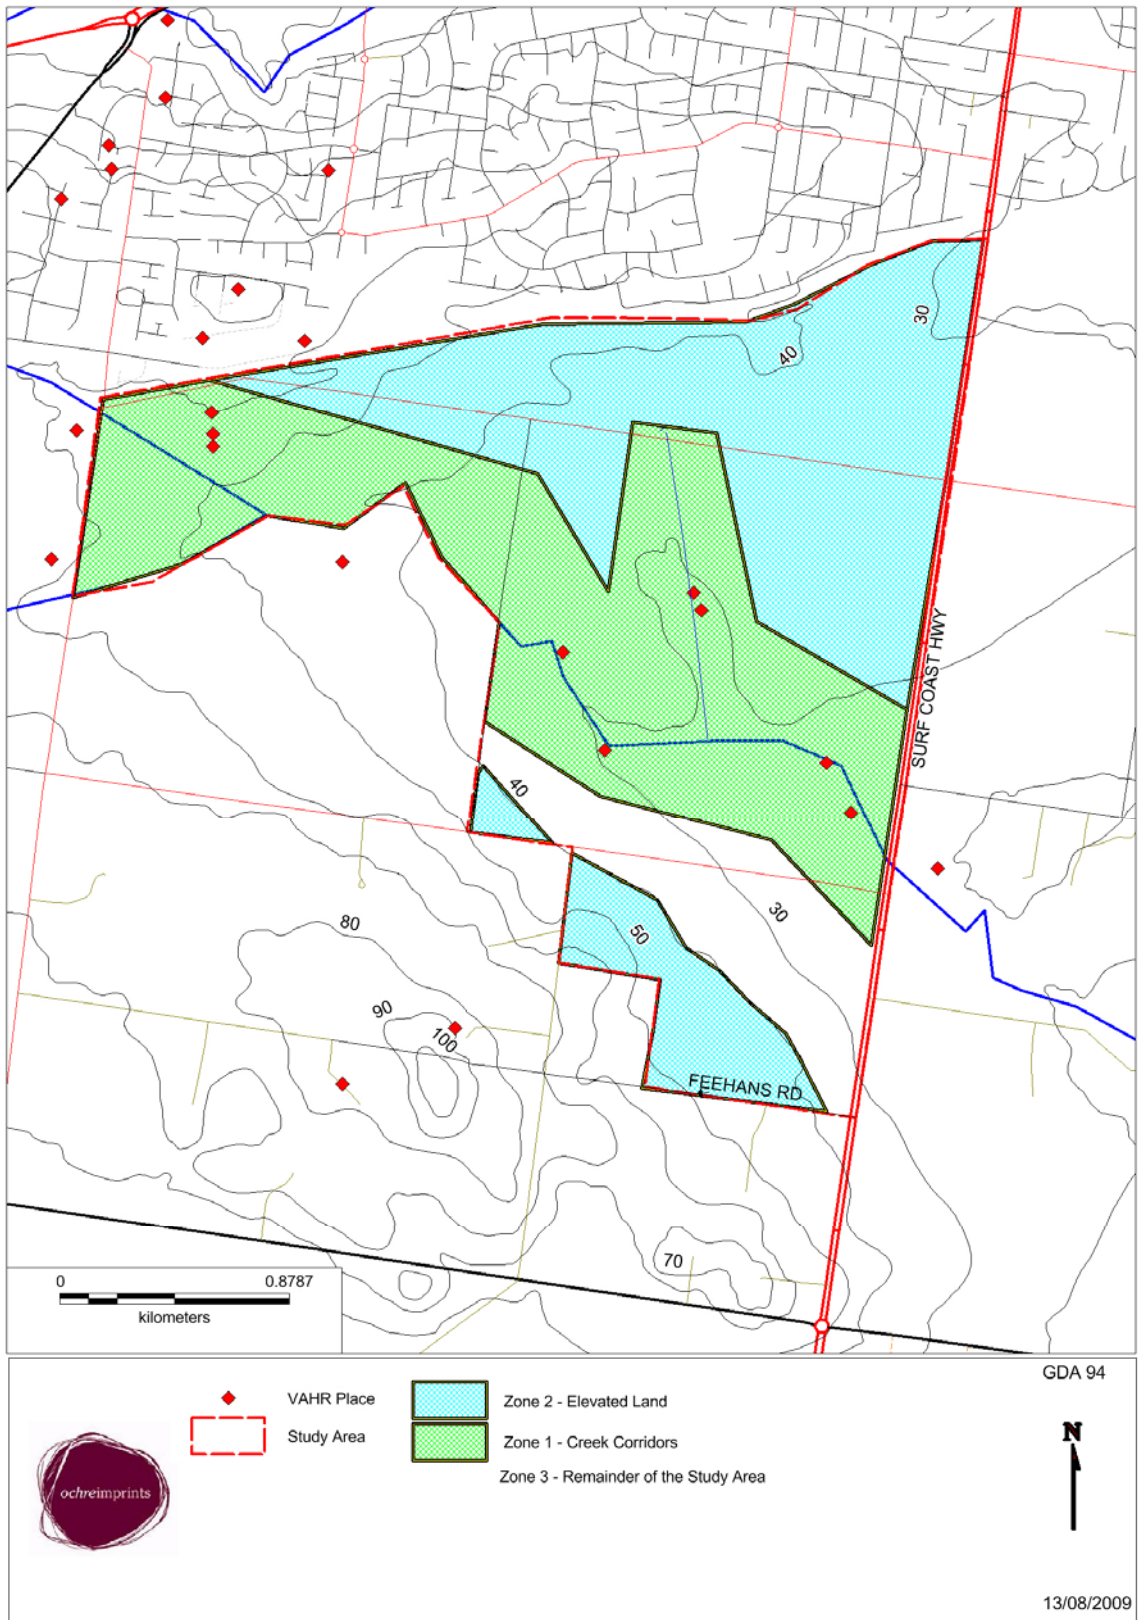 30
40
SURF COAST HWY
40
30
50
80
90
100
FEEHANS RD
70
0 0.8787
kilometers
GDA 94
VAHR Place
Study Area
Zone 2 - Elevated Land
Zone 1 - Creek Corridors
Zone 3 - Remainder of the Study Area
N
ochreimprints
13/08/2009